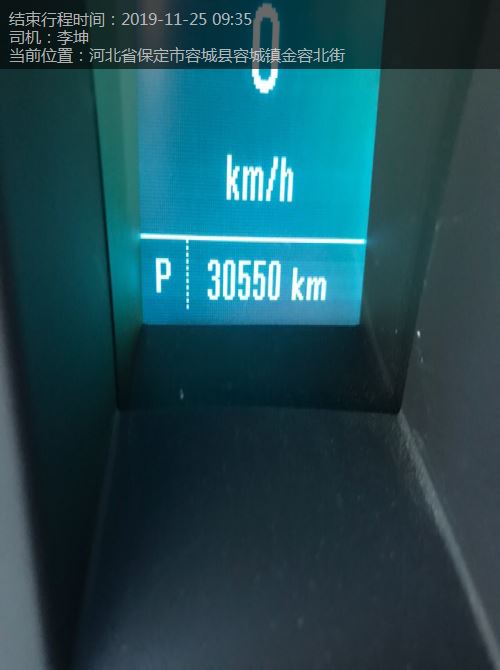 结束行程时间：2019-11-25 09:35
司机：李坤
当前位置：河北省保定市容城县容城镇金容北街
0
km/h
P 30550 km